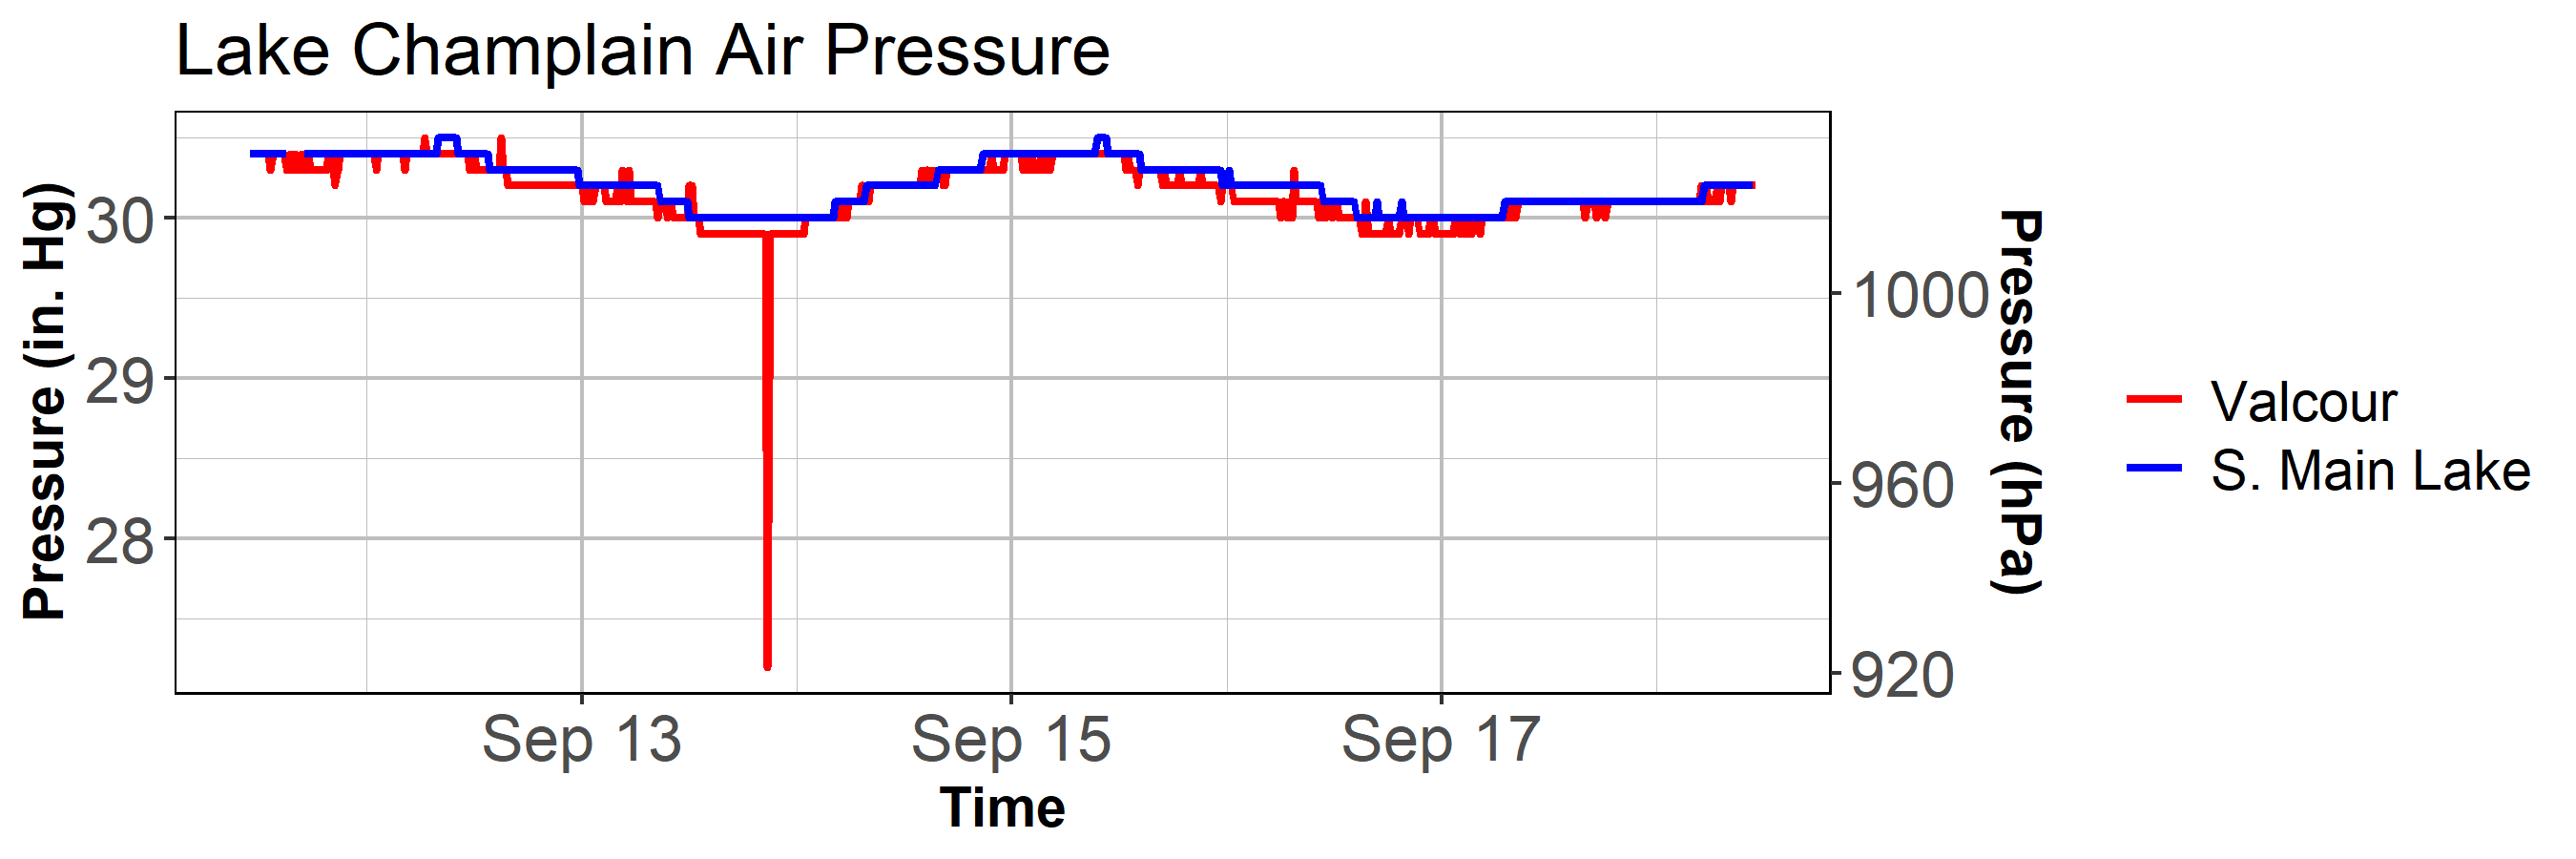 Lake Champlain Air Pressure
Pressure (in. Hg)
30
29
28
1000
960
920
Pressure (hPa)
Valcour
S. Main Lake
Sep 13
Sep 15
Sep 17
Time